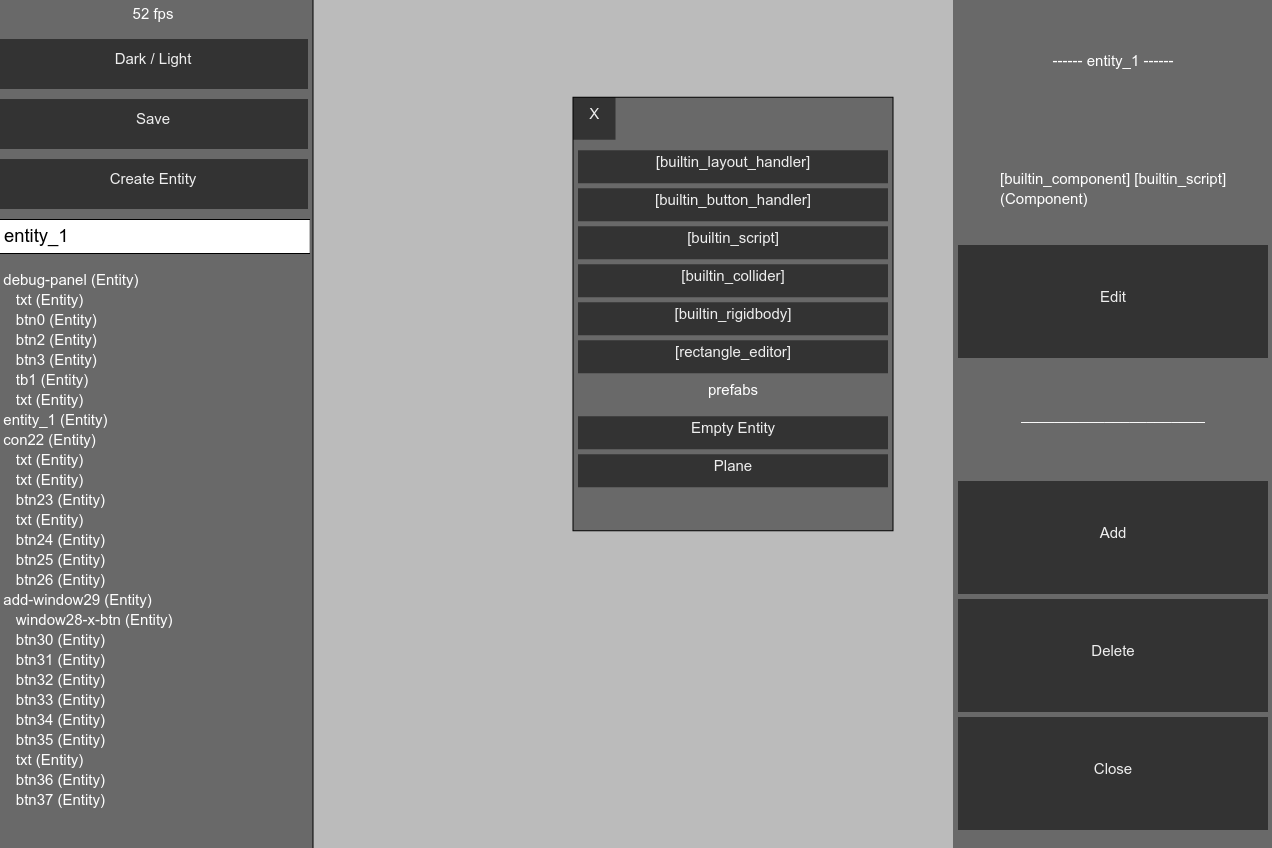 52 fps
Dark / Light
Save
Create Entity
entity_1
debug-panel (Entity)
txt (Entity)
btn0 (Entity)
btn2 (Entity)
btn3 (Entity)
tb1 (Entity)
txt (Entity)
entity_1 (Entity)
con22 (Entity)
txt (Entity)
txt (Entity)
btn23 (Entity)
txt (Entity)
btn24 (Entity)
btn25 (Entity)
btn26 (Entity)
add-window29 (Entity)
window28-x-btn (Entity)
btn30 (Entity)
btn31 (Entity)
btn32 (Entity)
btn33 (Entity)
btn34 (Entity)
btn35 (Entity)
txt (Entity)
btn36 (Entity)
btn37 (Entity)
X
[builtin_layout_handler]
[builtin_button_handler]
[builtin_script]
[builtin_collider]
[builtin_rigidbody]
[rectangle_editor]
prefabs
Empty Entity
Plane
------ entity_1 ------
[builtin_component] [builtin_script]
(Component)
Edit
Add
Delete
Close